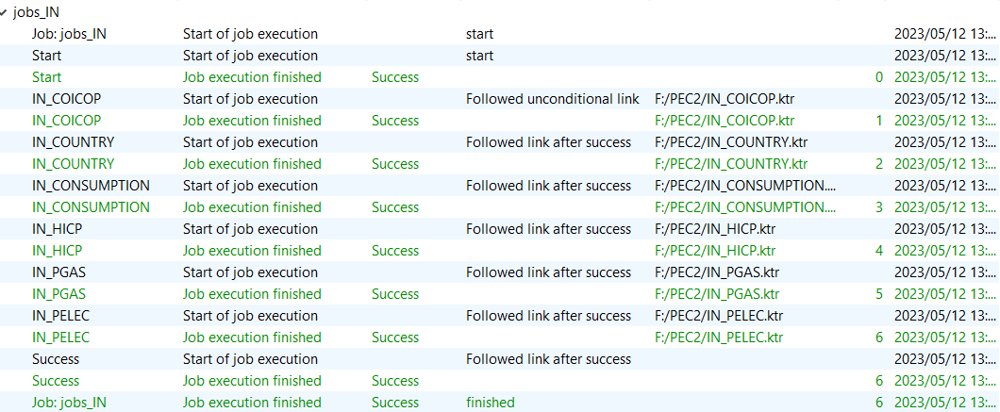 jobs_IN
Job: jobs_IN Start of job execution start 2023/05/12 13:...
Start Start of job execution start 2023/05/12 13:...
Start Job execution finished Success 0 2023/05/12 13:...
IN_COICOP Start of job execution Followed unconditional link F:/PEC2/IN_COICOP.ktr 2023/05/12 13:...
IN_COICOP Job execution finished Success F:/PEC2/IN_COICOP.ktr 1 2023/05/12 13:...
IN_COUNTRY Start of job execution Followed link after success F:/PEC2/IN_COUNTRY.ktr 2023/05/12 13:...
IN_COUNTRY Job execution finished Success F:/PEC2/IN_COUNTRY.ktr 2 2023/05/12 13:...
IN_CONSUMPTION Start of job execution Followed link after success F:/PEC2/IN_CONSUMPTION.... 2023/05/12 13:...
IN_CONSUMPTION Job execution finished Success F:/PEC2/IN_CONSUMPTION.... 3 2023/05/12 13:...
IN_HICP Start of job execution Followed link after success F:/PEC2/IN_HICP.ktr 2023/05/12 13:...
IN_HICP Job execution finished Success F:/PEC2/IN_HICP.ktr 4 2023/05/12 13:...
IN_PGAS Start of job execution Followed link after success F:/PEC2/IN_PGAS.ktr 2023/05/12 13:...
IN_PGAS Job execution finished Success F:/PEC2/IN_PGAS.ktr 5 2023/05/12 13:...
IN_PELEC Start of job execution Followed link after success F:/PEC2/IN_PELEC.ktr 2023/05/12 13:...
IN_PELEC Job execution finished Success F:/PEC2/IN_PELEC.ktr 6 2023/05/12 13:...
Success Start of job execution Followed link after success 2023/05/12 13:...
Success Job execution finished Success 6 2023/05/12 13:...
Job: jobs_IN Job execution finished Success finished 6 2023/05/12 13:...